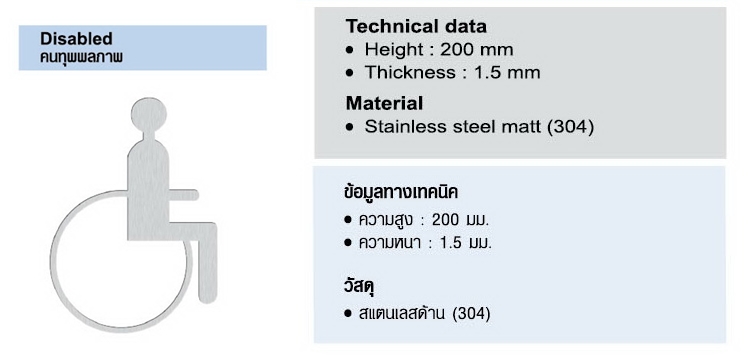 Disabled
คนทุพพลภาพ
Technical data
• Height : 200 mm
• Thickness : 1.5 mm
Material
• Stainless steel matt (304)
ข้อมูลทางเทคนิค
• ความสูง : 200 มม.
• ความหนา : 1.5 มม.
วัสดุ
• สแตนเลสด้าน (304)